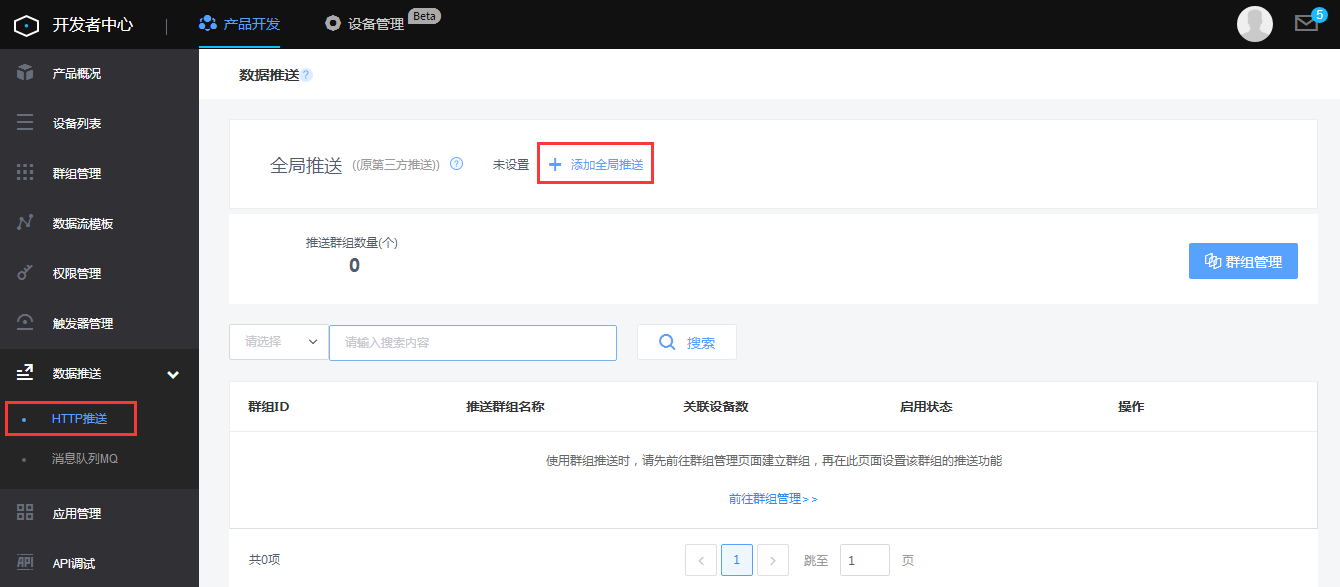 开发者中心
产品开发
设备管理 Beta
5
产品概况
设备列表
群组管理
数据流模板
权限管理
触发器管理
数据推送
HTTP推送
消息队列MQ
应用管理
API API调试
数据推送 ?
全局推送 ((原第三方推送)) ? 未设置 + 添加全局推送
推送群组数量(个)
0
群组管理
请选择 请输入搜索内容 搜索
群组ID 推送群组名称 关联设备数 启用状态 操作
使用群组推送时，请先前往群组管理页面建立群组，再在此页面设置该群组的推送功能
前往群组管理>>
共0项 < 1 > 跳至 1 页